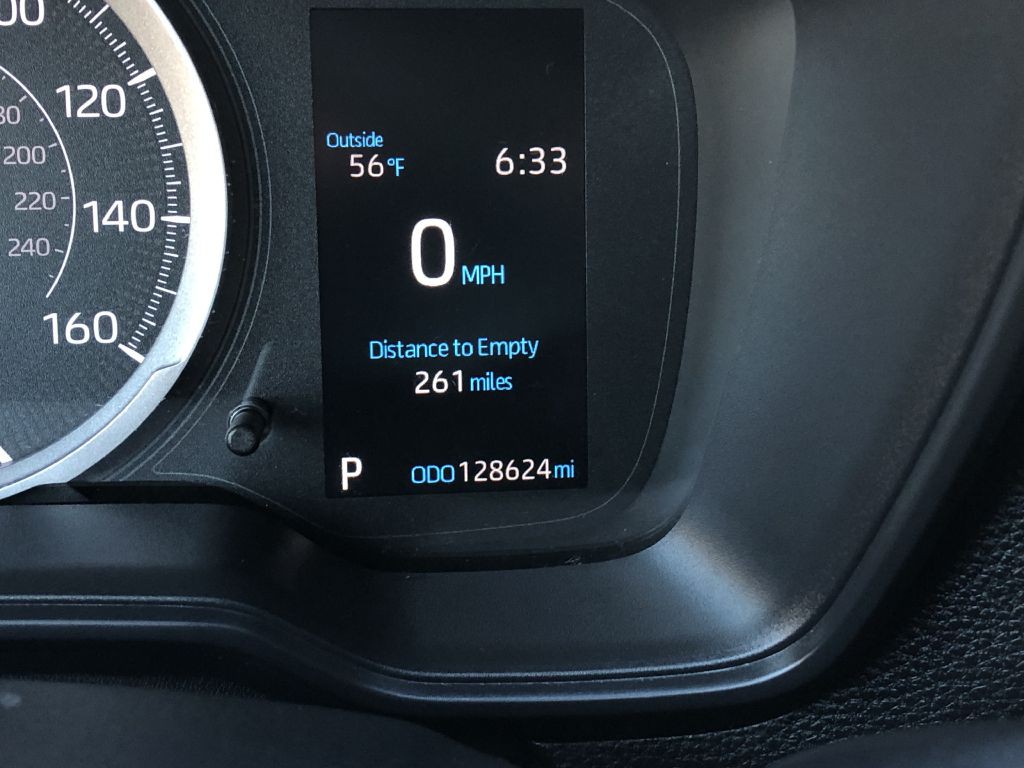 120
200
220
140
240
160
Outside
56°F
6:33
0 MPH
Distance to Empty
261 miles
P
ODO 128624 mi